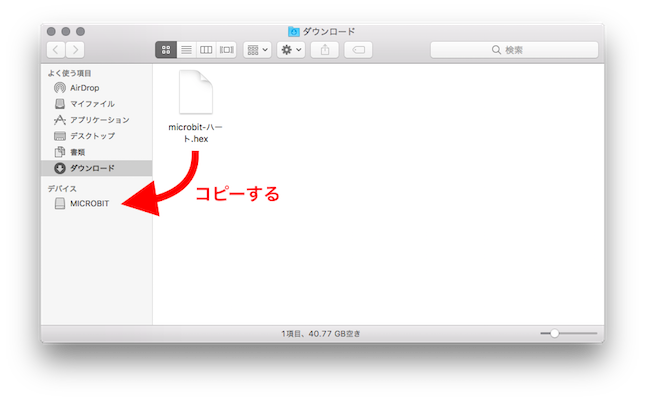 ダウンロード
検索
よく使う項目
AirDrop
マイファイル
アプリケーション
デスクトップ
書類
ダウンロード
デバイス
MICROBIT
microbit-ハー
ト.hex
コピーする
1項目、40.77 GB空き